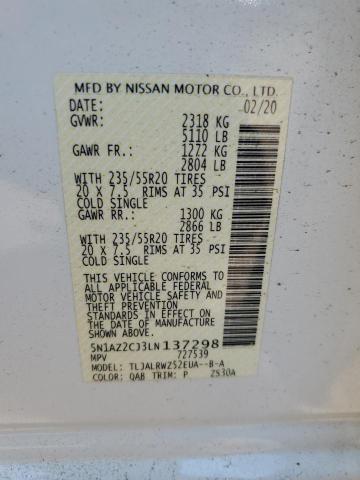 MFD BY NISSAN MOTOR CO., LTD.
DATE: 02/20
GVWR: 2318 KG
5110 LB
GAWR FR.: 1272 KG
2804 LB
WITH 235/55R20 TIRES
20 X 7.5 RIMS AT 35 PSI
COLD SINGLE
GAWR RR.: 1300 KG
2866 LB
WITH 235/55R20 TIRES
20 X 7.5 RIMS AT 35 PSI
COLD SINGLE
THIS VEHICLE CONFORMS TO
ALL APPLICABLE FEDERAL
MOTOR VEHICLE SAFETY
AND THEFT PREVENTION
STANDARDS IN EFFECT ON
THE DATE OF MANUFACTURE
SHOWN ABOVE.
5N1AZ2CJ3LN137298
MPV 727539
MODEL: TLJALRWZ52EUA--B-A
COLOR: QAB TRIM: P 2S30A